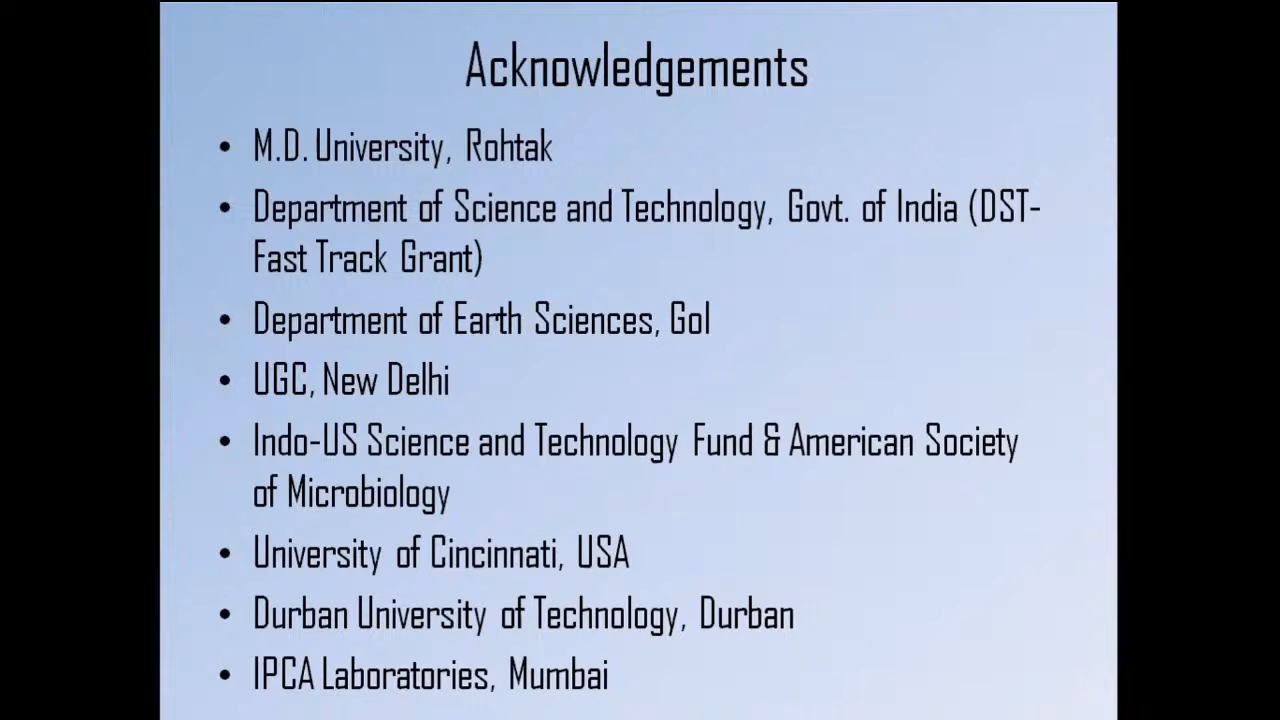 Acknowledgements
• M.D. University, Rohtak
• Department of Science and Technology, Govt. of India (DST-
Fast Track Grant)
• Department of Earth Sciences, GoI
• UGC, New Delhi
• Indo-US Science and Technology Fund & American Society
of Microbiology
• University of Cincinnati, USA
• Durban University of Technology, Durban
• IPCA Laboratories, Mumbai